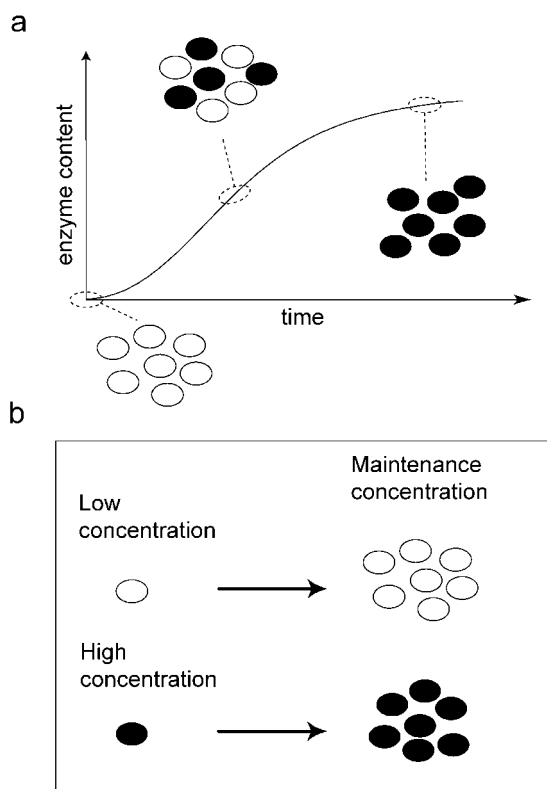 a
enzyme content
time
b
Maintenance
concentration
Low
concentration
High
concentration